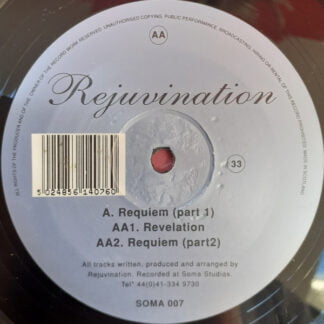 ALL RIGHTS OF THE PRODUCER AND OF THE OWNER OF THE RECORDED WORK RESERVED. UNAUTHORISED COPYING, PUBLIC PERFORMANCE, BROADCASTING, HIRING OR RENTAL OF THIS RECORD PROHIBITED. MADE IN SCOTLAND
AA
Rejuvination
33
5 024856 140760
A. Requiem (part 1)
AA1. Revelation
AA2. Requiem (part2)
All tracks written, produced and arranged by
Rejuvination. Recorded at Soma Studios.
Tel' 44(0)41-334 9730
SOMA 007